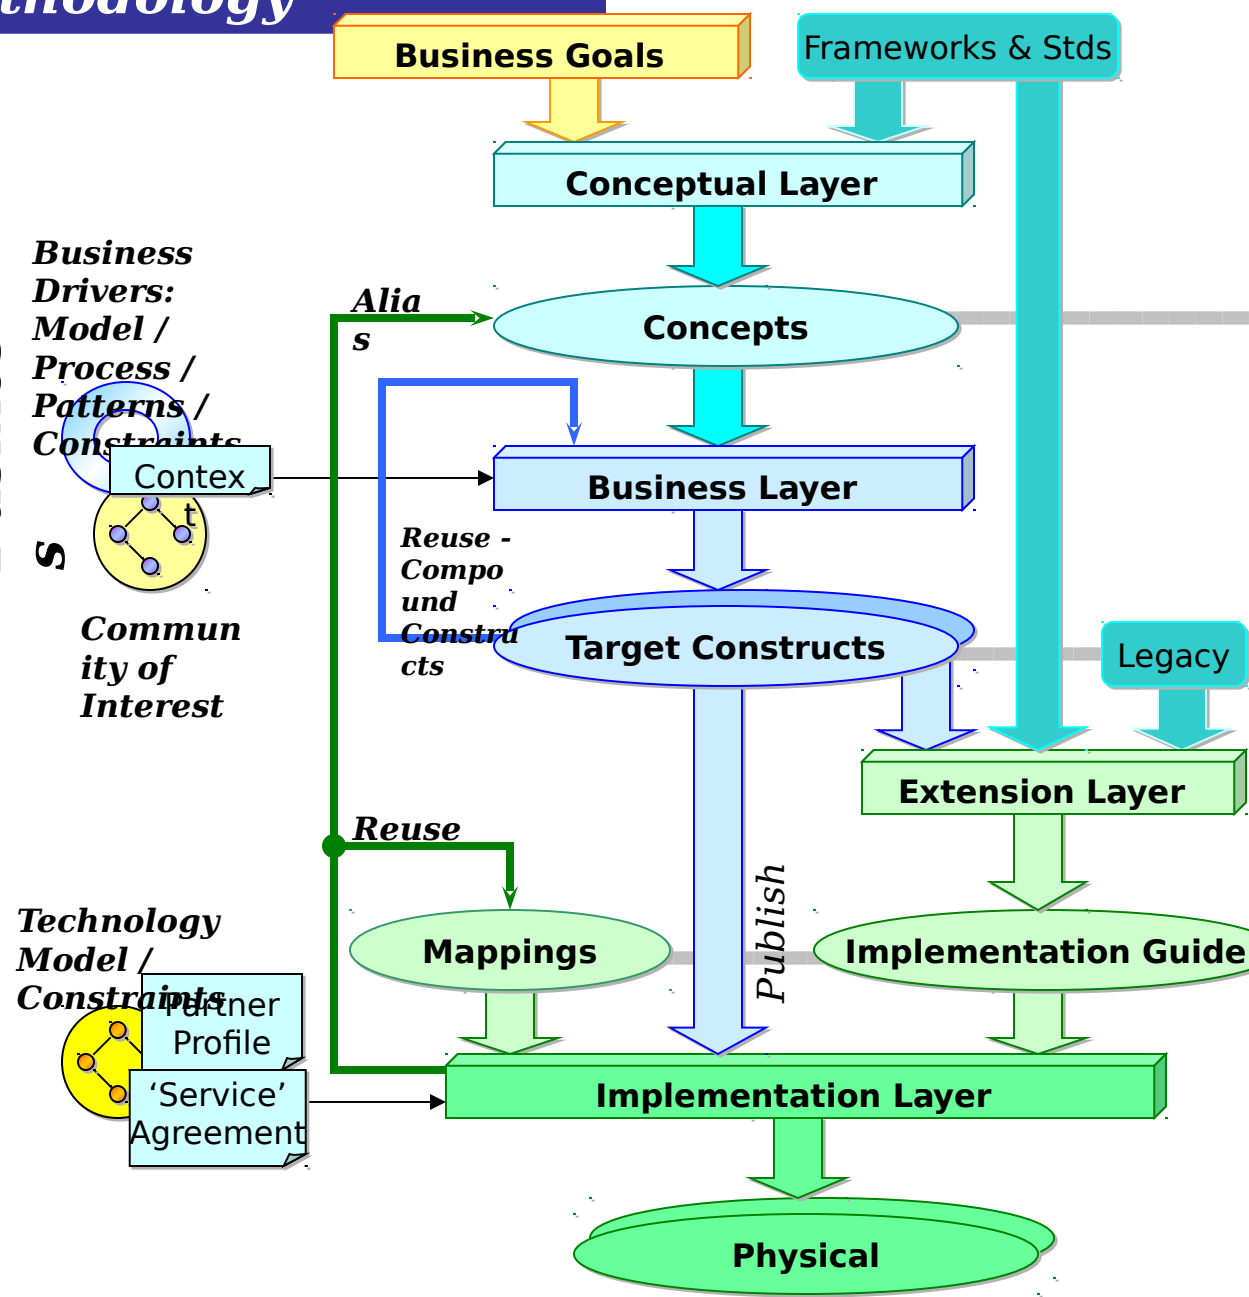 Business Goals
Frameworks & Stds
Conceptual Layer
Business
Drivers:
Model /
Process /
Patterns /
Constraints
Alia
s
Concepts
Contex
t
Business Layer
s
Reuse -
Compo
und
Constru
cts
Commun
ity of
Interest
Target Constructs
Legacy
Extension Layer
Reuse
Publish
Technology
Model /
Constraints
Mappings
Implementation Guide
Partner
Profile
‘Service’
Agreement
Implementation Layer
Physical